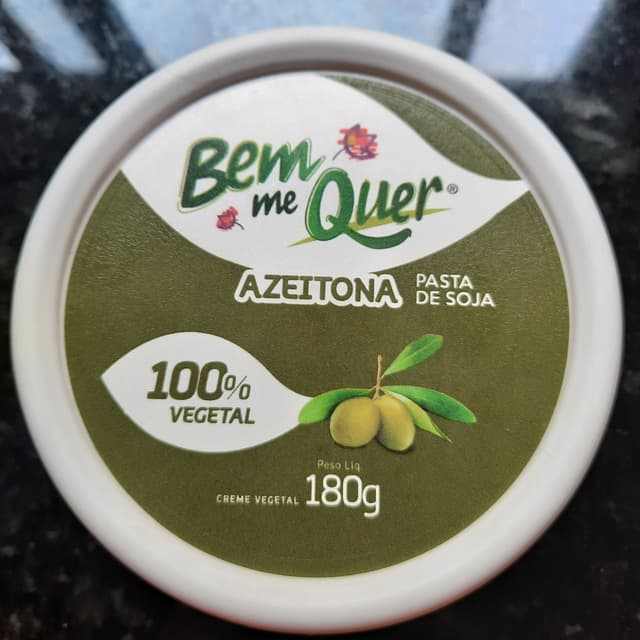 Bem
me Quer®
AZEITONA
PASTA
DE SOJA
100%
VEGETAL
Peso Líq
CREME VEGETAL 180g